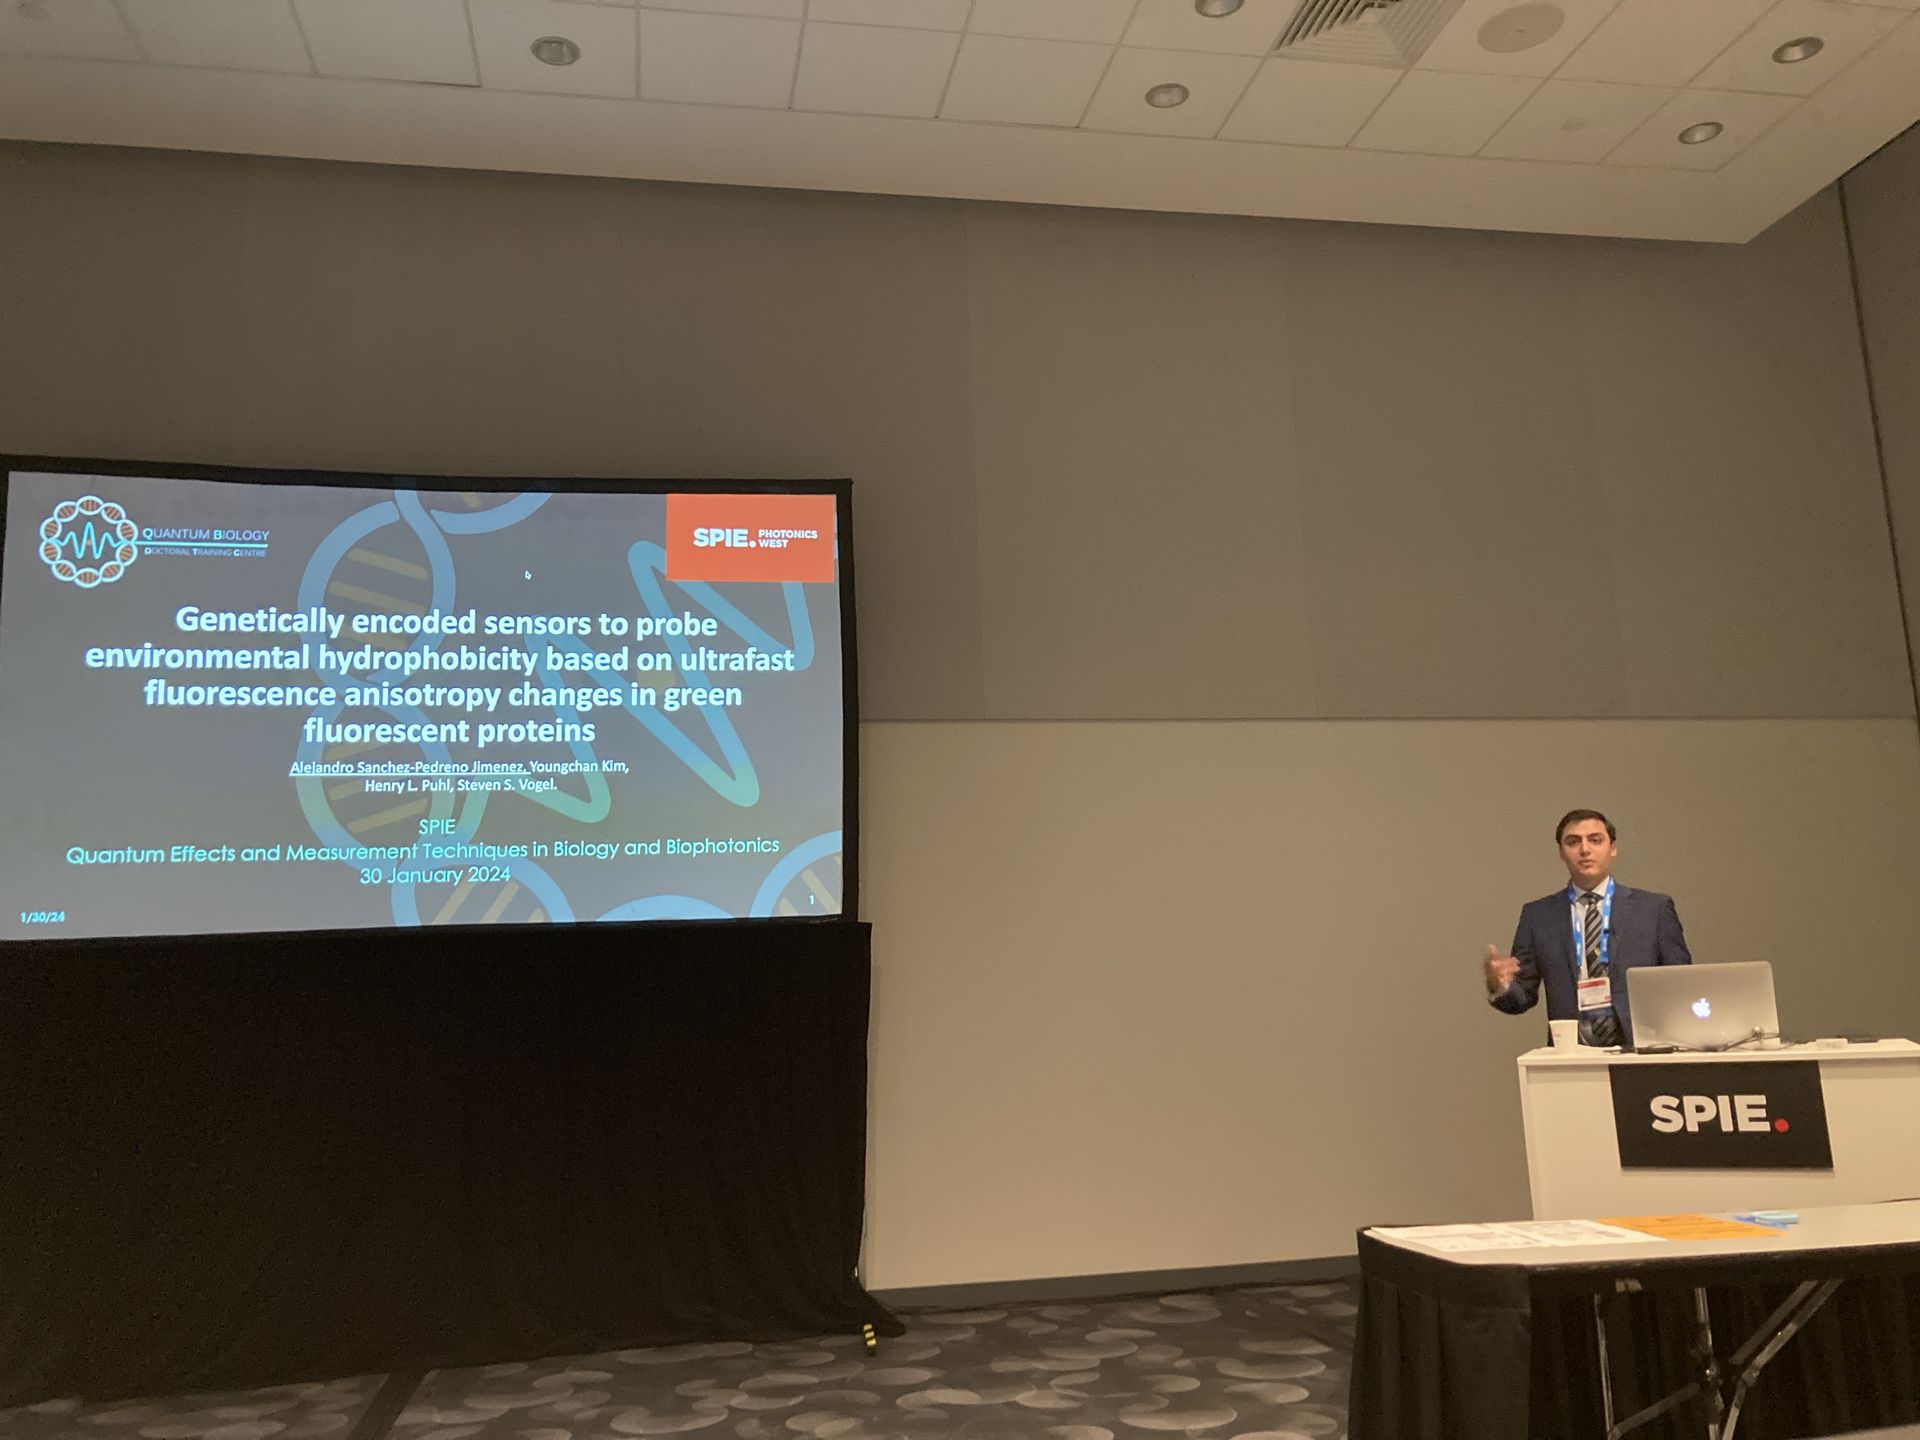 QUANTUM BIOLOGY
DOCTORAL TRAINING CENTRE
SPIE. PHOTONICS
WEST
Genetically encoded sensors to probe
environmental hydrophobicity based on ultrafast
fluorescence anisotropy changes in green
fluorescent proteins
Alejandro Sanchez-Pedreno Jimenez, Youngchan Kim,
Henry L. Puhl, Steven S. Vogel.
SPIE
Quantum Effects and Measurement Techniques in Biology and Biophotonics
30 January 2024
1/30/24
1
SPIE.